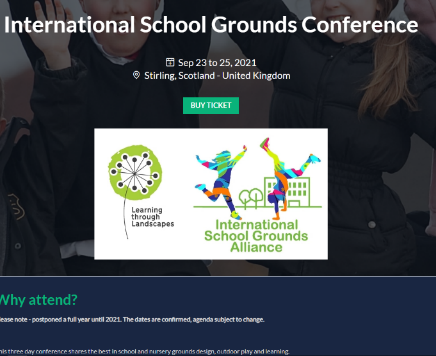 International School Grounds Conference
Sep 23 to 25, 2021
Stirling, Scotland - United Kingdom
BUY TICKET
Learning
through
Landscapes
International
School Grounds
Alliance
Why attend?
lease note - postponed a full year until 2021. The dates are confirmed, agenda subject to change.
his three day conference shares the best in school and nursery grounds design, outdoor play and learning.